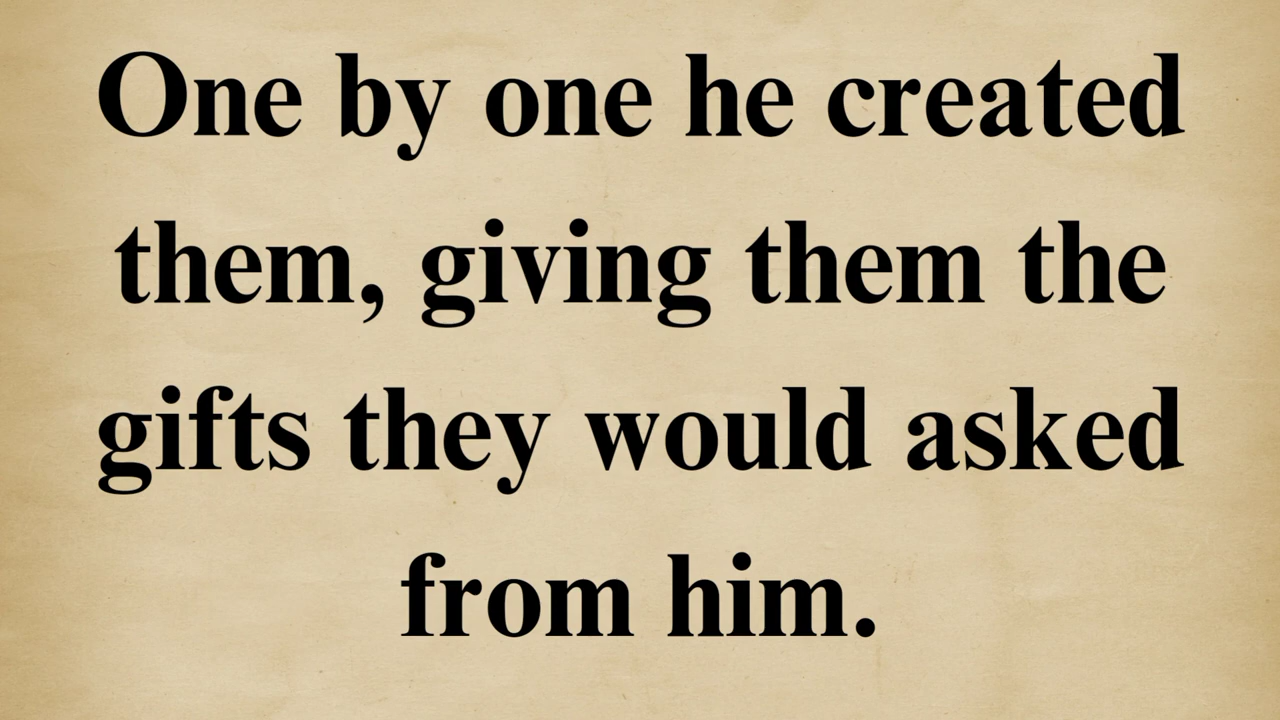 One by one he created
them, giving them the
gifts they would asked
from him.